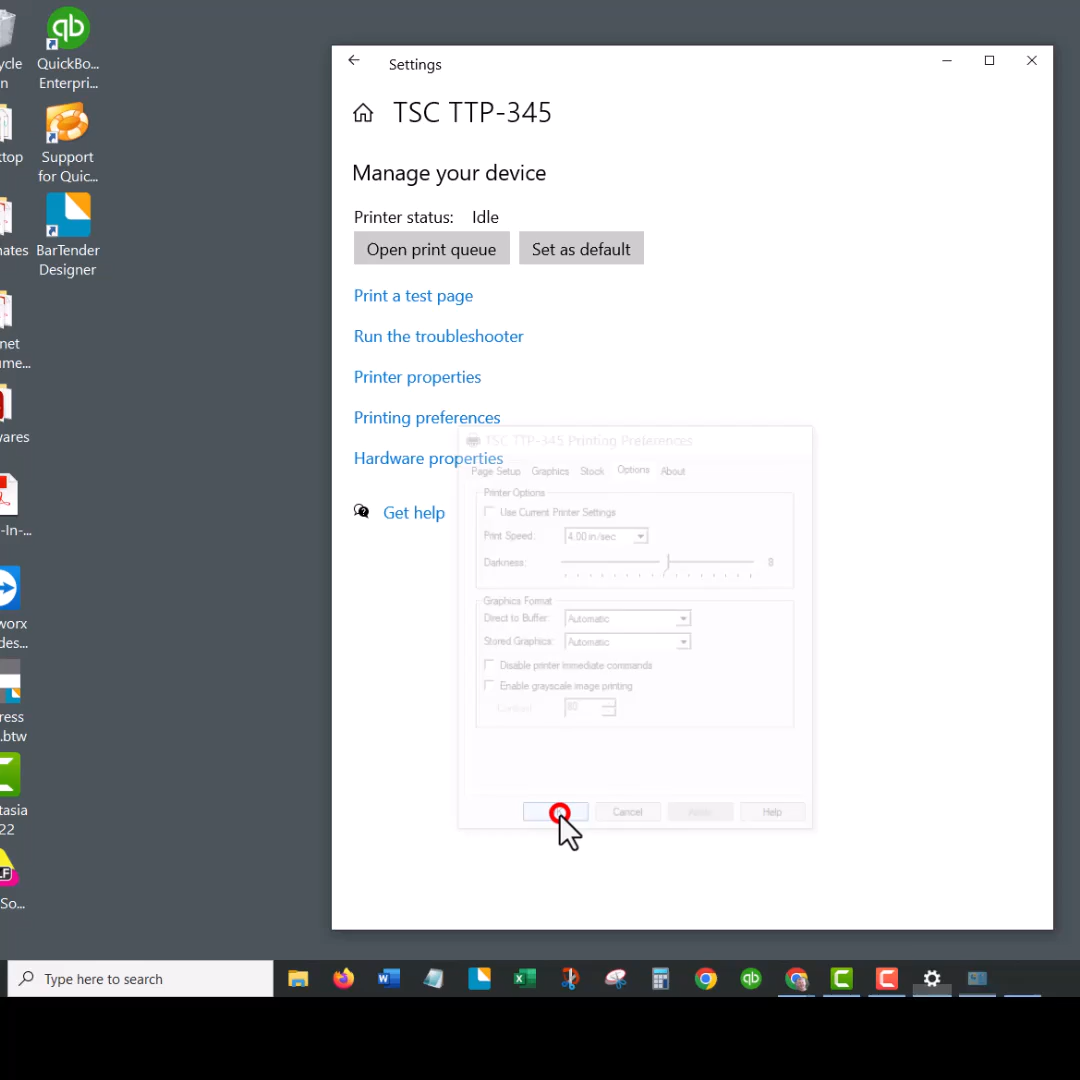 ycle
n
QuickBo...
Enterpri...
top
Support
for Quic...
nates
BarTender
Designer
net
ume...
wares
-In-...
worx
des...
ress
.btw
tasia
22
LF
So...
qb
Settings
TSC TTP-345
Manage your device
Printer status: Idle
Open print queue
Set as default
Print a test page
Run the troubleshooter
Printer properties
Printing preferences
Hardware properties
Get help
TSC TTP-345 Printing Preferences
Page Setup Graphics Stock Options About
Printer Options
Use Current Printer Settings
Print Speed: 4.00 in/sec
Darkness: 8
Graphics Format
Direct to Buffer: Automatic
Stored Graphics: Automatic
Disable printer immediate commands
Enable grayscale image printing
Contrast 80
Cancel Apply Help
Type here to search